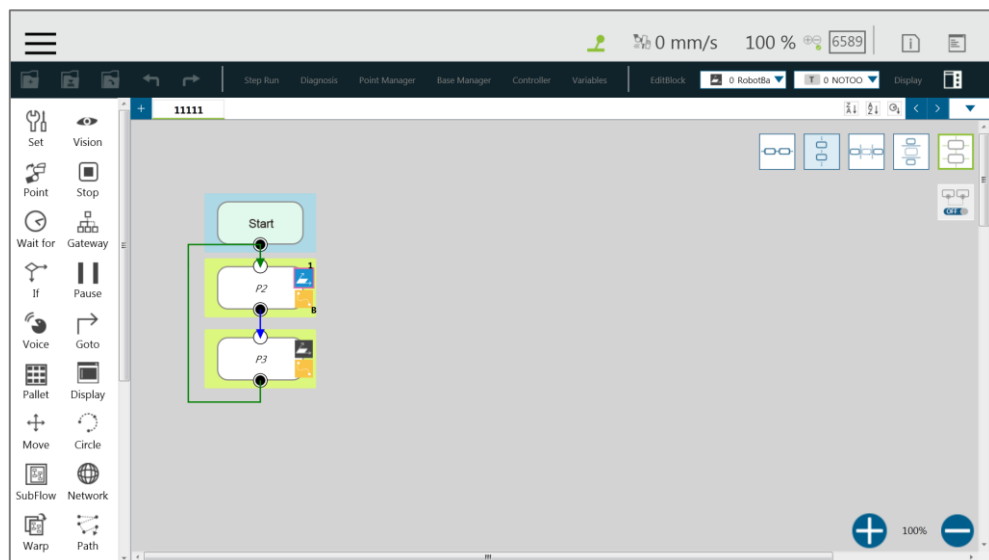 0 mm/s 100 % 6589
Step Run Diagnosis Point Manager Base Manager Controller Variables EditBlock 0 RobotBa T 0 NOTOO Display
+ 11111
Set Vision
Point Stop
Wait for Gateway
If Pause
Voice Goto
Pallet Display
Move Circle
SubFlow Network
Warp Path
Start
1
P2
B
P3
OFF
100%